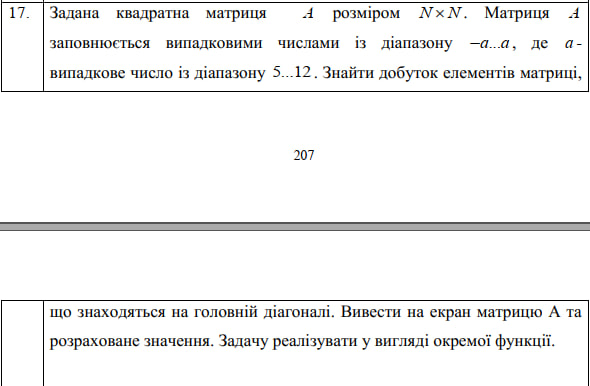 17. Задана квадратна матриця A розміром N×N. Матриця A
заповнюється випадковими числами із діапазону –a...a, де a -
випадкове число із діапазону 5...12. Знайти добуток елементів матриці,
207
що знаходяться на головній діагоналі. Вивести на екран матрицю А та
розраховане значення. Задачу реалізувати у вигляді окремої функції.